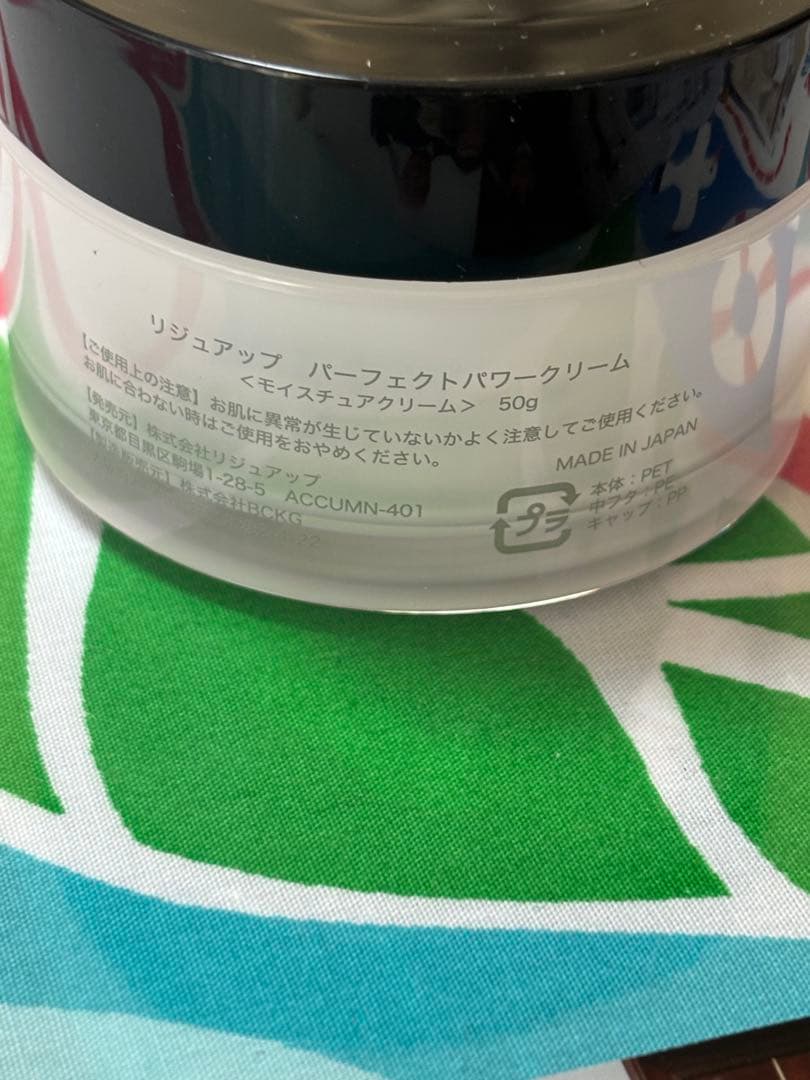 リジュアップ パーフェクトパワークリーム
＜モイスチュアクリーム＞ 50g
【ご使用上の注意】お肌に異常が生じていないかよく注意してご使用ください。
お肌に合わない時はご使用をおやめください。
【発売元】株式会社リジュアップ
東京都目黒区駒場1-28-5 ACCUMN-401
【製造販売元】株式会社BCKG
MADE IN JAPAN
プラ
本体：PET
中フタ：PE
キャップ：PP